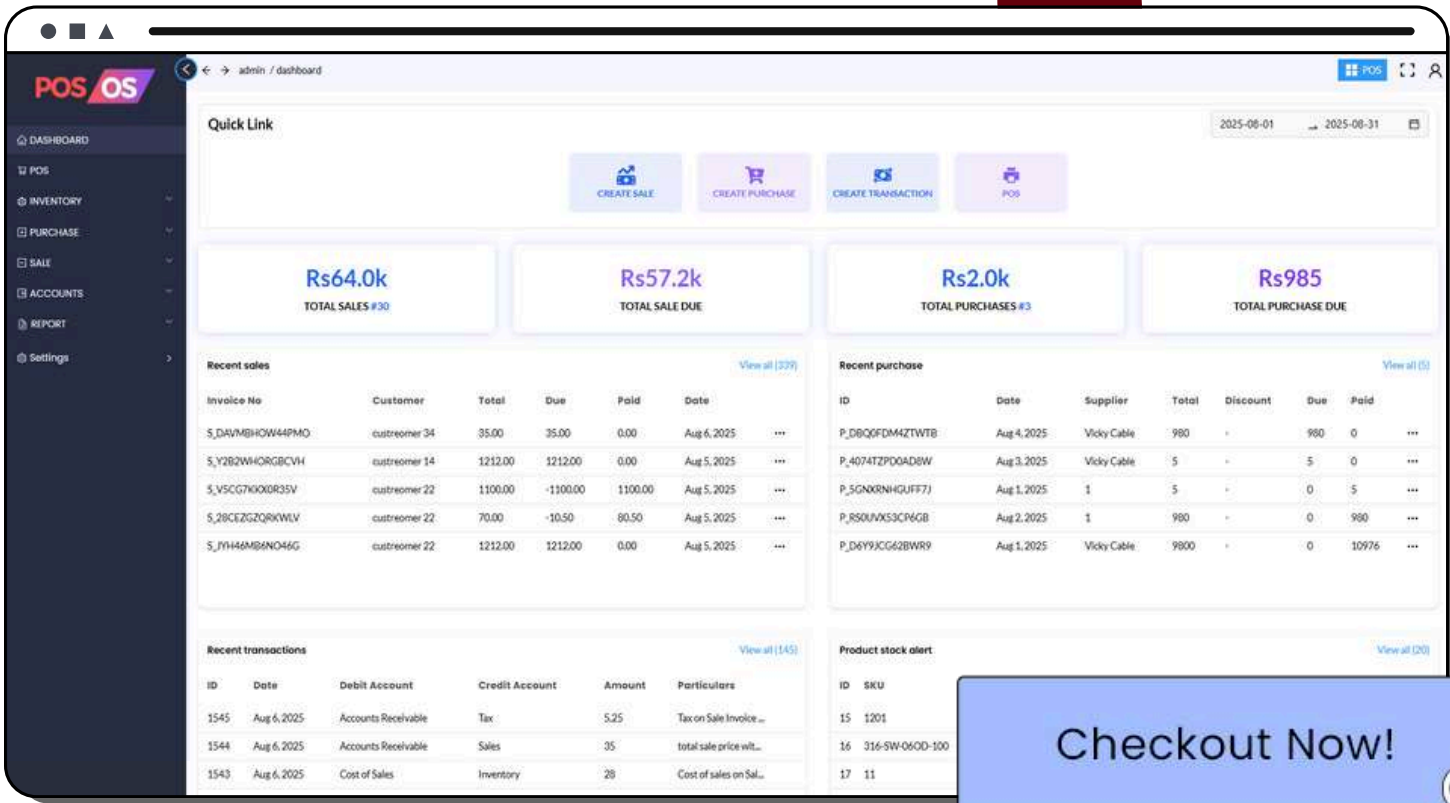 POS OS
admin / dashboard
POS
DASHBOARD
POS
INVENTORY
PURCHASE
SALE
ACCOUNTS
REPORT
Settings
Quick Link
2025-08-01 → 2025-08-31
CREATE SALE
CREATE PURCHASE
CREATE TRANSACTION
POS
Rs64.0k
TOTAL SALES #30
Rs57.2k
TOTAL SALE DUE
Rs2.0k
TOTAL PURCHASES #3
Rs985
TOTAL PURCHASE DUE
Recent sales View all (339)
Invoice No Customer Total Due Paid Date
S_DAVMBHOW44PMO custreomer 34 35.00 35.00 0.00 Aug 6, 2025 ...
S_Y2B2WHORGBCVH custreomer 14 1212.00 1212.00 0.00 Aug 5, 2025 ...
custreomer 22 1100.00 -1100.00 1100.00 Aug 5, 2025 ...
S_28CEZGZQRKWLV custreomer 22 70.00 -10.50 80.50 Aug 5, 2025 ...
S_JYH46MB6NO46G custreomer 22 1212.00 1212.00 0.00 Aug 5, 2025 ...
Recent purchase View all (5)
ID Date Supplier Total Discount Due Paid
P_DBQ0FDM4ZTWTB Aug 4, 2025 Vicky Cable 980 - 980 0 ...
P_4074TZPD0AD8W Aug 3, 2025 Vicky Cable 5 - 5 0 ...
P_5GNXRNHGUFF7J Aug 1, 2025 1 5 - 0 5 ...
P_RS0UVX53CP6GB Aug 2, 2025 1 980 - 0 980 ...
P_D6Y9JCG62BWR9 Aug 1, 2025 Vicky Cable 9800 - 0 10976 ...
Recent transactions View all (145)
ID Date Debit Account Credit Account Amount Particulars
1545 Aug 6, 2025 Accounts Receivable Tax 5.25 Tax on Sale Invoice ...
1544 Aug 6, 2025 Accounts Receivable Sales 35 total sale price wit...
1543 Aug 6, 2025 Cost of Sales Inventory 28 Cost of sales on Sal...
Product stock alert View all (20)
ID SKU
15 1201
16 316-SW-06OD-100
17 11
Checkout Now!